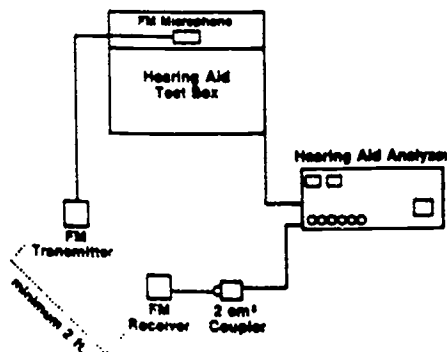 FM Microphone
Hearing Aid
Test Box
Hearing Aid Analyzer
FM
Transmitter
minimum 2 ft.
FM
Receiver
2 cm³
Coupler